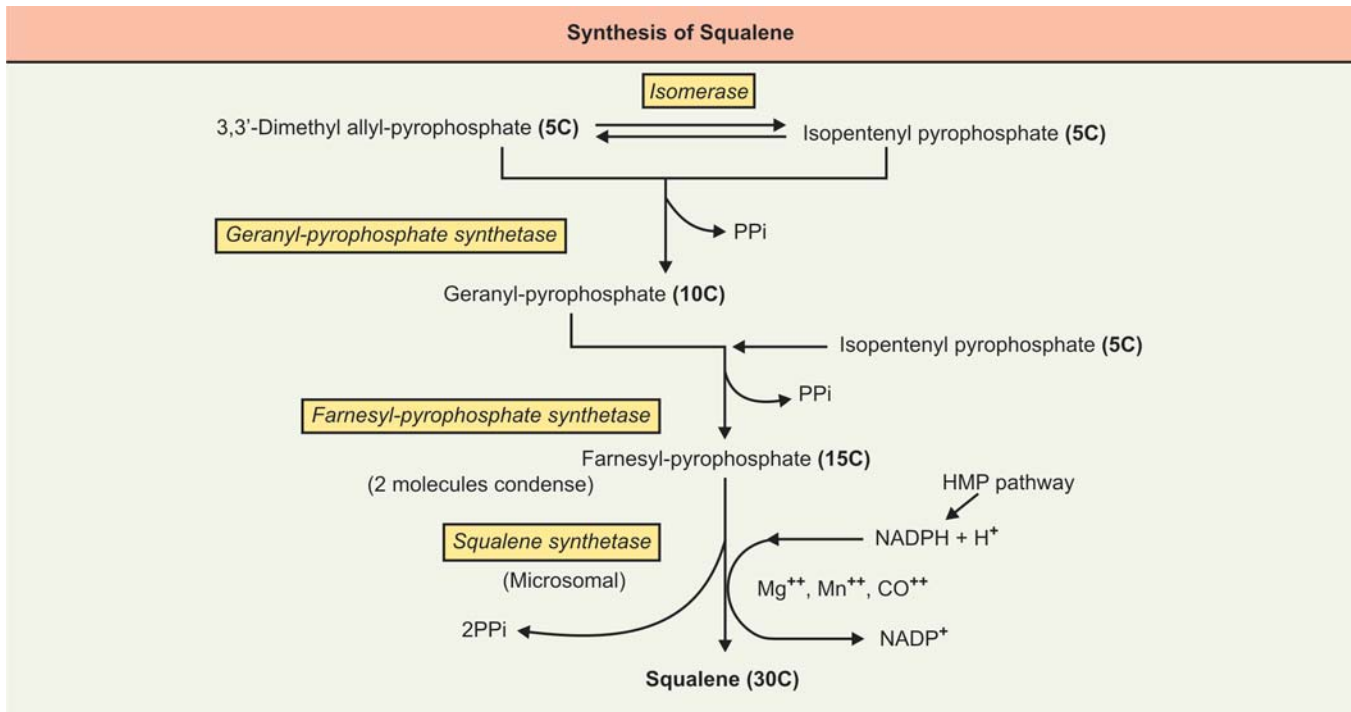 Synthesis of Squalene
Isomerase
3,3’-Dimethyl allyl-pyrophosphate (5C)
Isopentenyl pyrophosphate (5C)
PPi
Geranyl-pyrophosphate synthetase
Geranyl-pyrophosphate (10C)
Isopentenyl pyrophosphate (5C)
PPi
Farnesyl-pyrophosphate synthetase
Farnesyl-pyrophosphate (15C)
(2 molecules condense)
HMP pathway
Squalene synthetase
NADPH + H⁺
(Microsomal)
Mg⁺⁺, Mn⁺⁺, CO⁺⁺
2PPi
NADP⁺
Squalene (30C)